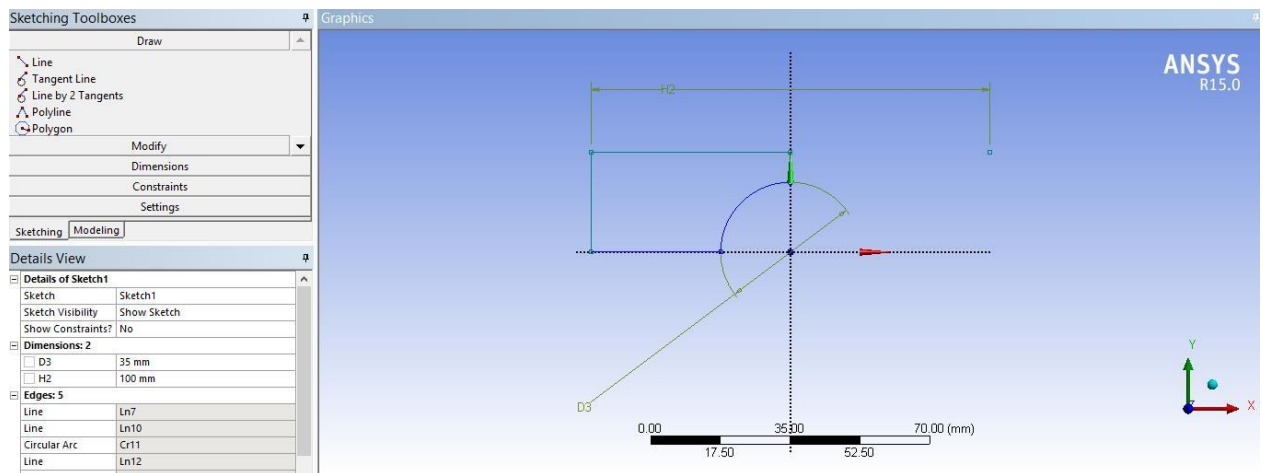 Sketching Toolboxes
Draw
Line
Tangent Line
Line by 2 Tangents
Polyline
Polygon
Modify
Dimensions
Constraints
Settings
Sketching Modeling
Details View
Details of Sketch1
Sketch Sketch1
Sketch Visibility Show Sketch
Show Constraints? No
Dimensions: 2
D3 35 mm
H2 100 mm
Edges: 5
Line Ln7
Line Ln10
Circular Arc Cr11
Line Ln12
Graphics
ANSYS
R15.0
H2
D3
Y
X
0.00 35.00 70.00 (mm)
17.50 52.50